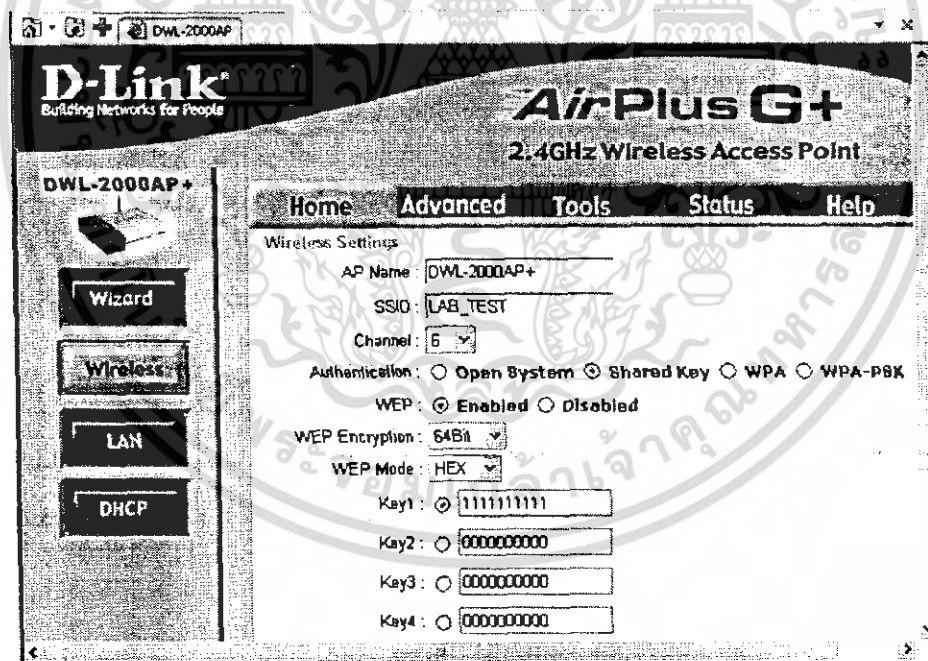 DWL-2000AP
D-Link
Building Networks for People
AirPlus G+
2.4GHz Wireless Access Point
DWL-2000AP+
Home Advanced Tools Status Help
Wizard
Wireless
LAN
DHCP
Wireless Settings
AP Name : DWL-2000AP+
SSID : LAB_TEST
Channel : 6
Authentication : Open System Shared Key WPA WPA-PSK
WEP : Enabled Disabled
WEP Encryption : 64Bit
WEP Mode : HEX
Key1 : 1111111111
Key2 : 0000000000
Key3 : 0000000000
Key4 : 0000000000